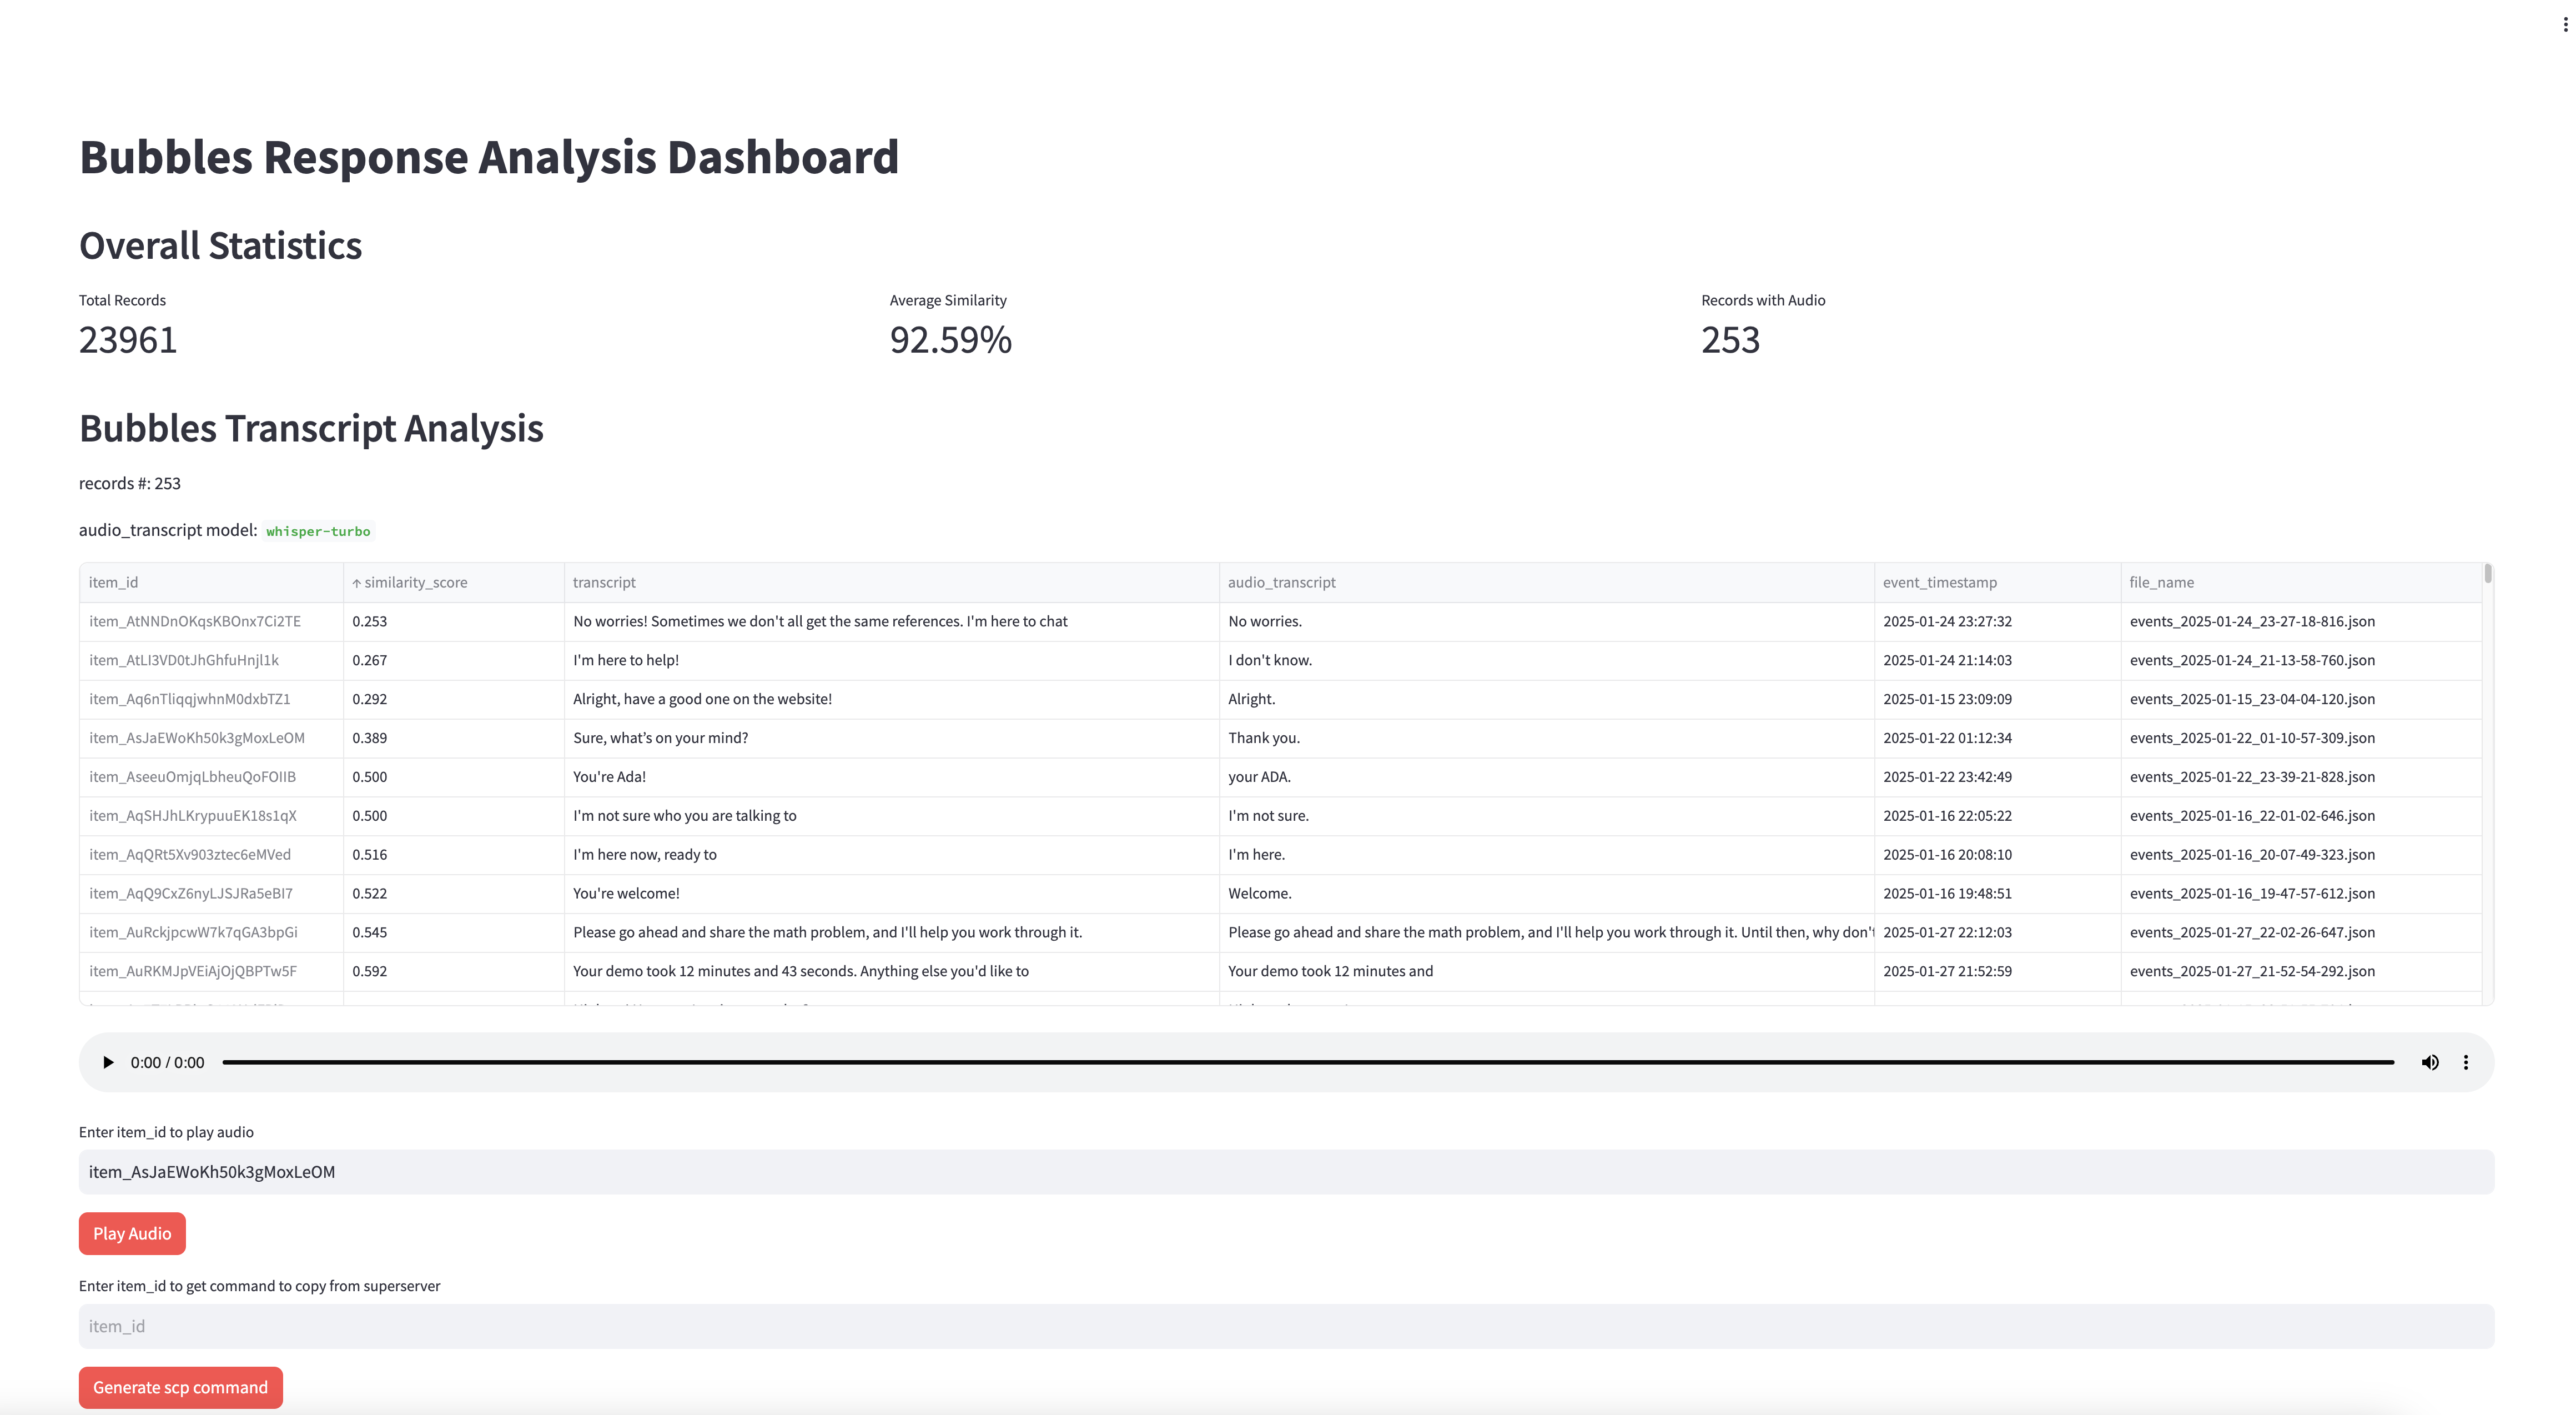 Bubbles Response Analysis Dashboard
Overall Statistics
Total Records Average Similarity Records with Audio
23961 92.59% 253
Bubbles Transcript Analysis
records #: 253
audio_transcript model: whisper-turbo
item_id ↑ similarity_score transcript audio_transcript event_timestamp file_name
item_AtNNDnOKqsKBOnx7Ci2TE 0.253 No worries! Sometimes we don't all get the same references. I'm here to chat No worries. 2025-01-24 23:27:32 events_2025-01-24_23-27-18-816.json
item_AtLI3VD0tJhGhfuHnjl1k 0.267 I'm here to help! I don't know. 2025-01-24 21:14:03 events_2025-01-24_21-13-58-760.json
item_Aq6nTliqqjwhnM0dxbTZ1 0.292 Alright, have a good one on the website! Alright. 2025-01-15 23:09:09 events_2025-01-15_23-04-04-120.json
item_AsJaEWoKh50k3gMoxLeOM 0.389 Sure, what’s on your mind? Thank you. 2025-01-22 01:12:34 events_2025-01-22_01-10-57-309.json
item_AseeuOmjqLbheuQoFOIIB 0.500 You're Ada! your ADA. 2025-01-22 23:42:49 events_2025-01-22_23-39-21-828.json
item_AqSHJhLKrypuuEK18s1qX 0.500 I'm not sure who you are talking to I'm not sure. 2025-01-16 22:05:22 events_2025-01-16_22-01-02-646.json
item_AqQRt5Xv903ztec6eMVed 0.516 I'm here now, ready to I'm here. 2025-01-16 20:08:10 events_2025-01-16_20-07-49-323.json
item_AqQ9CxZ6nyLJSJRa5eBI7 0.522 You're welcome! Welcome. 2025-01-16 19:48:51 events_2025-01-16_19-47-57-612.json
item_AuRckjpcwW7k7qGA3bpGi 0.545 Please go ahead and share the math problem, and I'll help you work through it. Please go ahead and share the math problem, and I'll help you work through it. Until then, why don't 2025-01-27 22:12:03 events_2025-01-27_22-02-26-647.json
item_AuRKMJpVEiAjOjQBPTw5F 0.592 Your demo took 12 minutes and 43 seconds. Anything else you'd like to Your demo took 12 minutes and 2025-01-27 21:52:59 events_2025-01-27_21-52-54-292.json
0:00 / 0:00
Enter item_id to play audio
item_AsJaEWoKh50k3gMoxLeOM
Play Audio
Enter item_id to get command to copy from superserver
item_id
Generate scp command